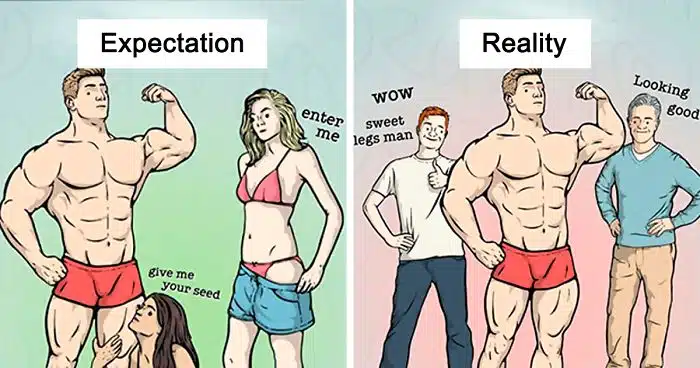 Expectation
enter
me
give me
your seed
Reality
WOW
sweet
legs man
Looking
good